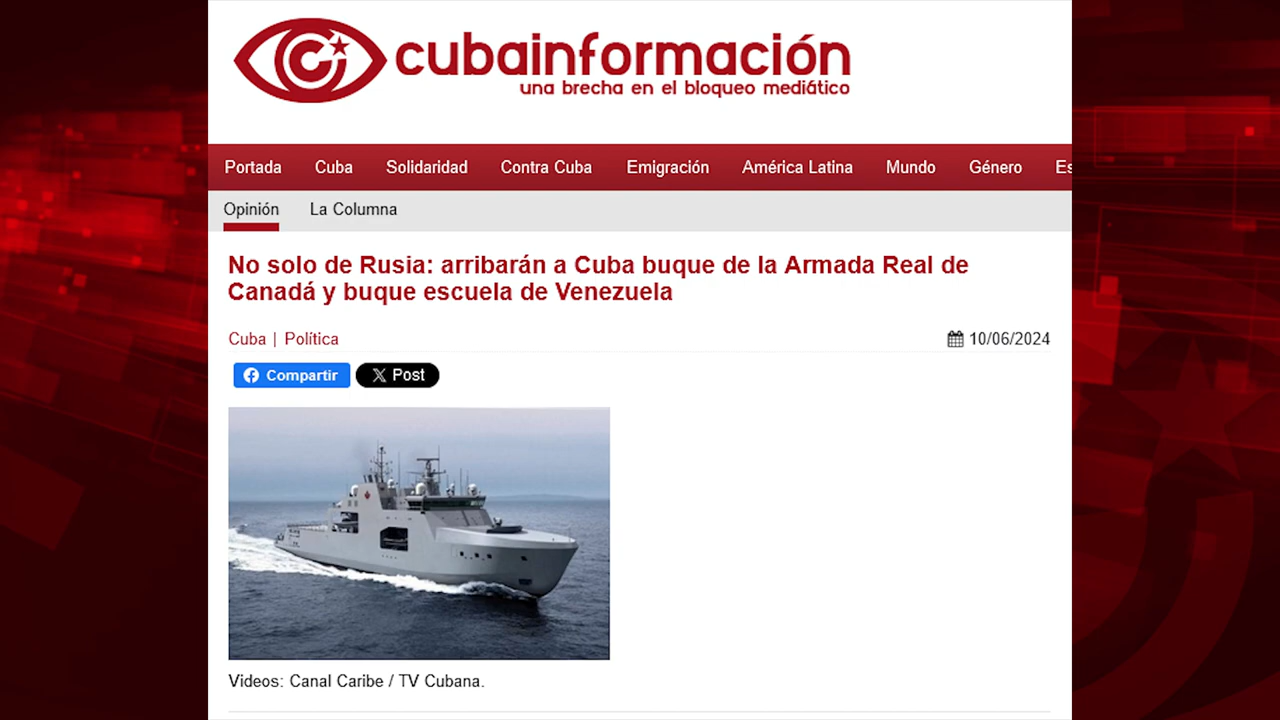 cubainformación
una brecha en el bloqueo mediático
Portada Cuba Solidaridad Contra Cuba Emigración América Latina Mundo Género Es
Opinión La Columna
No solo de Rusia: arribarán a Cuba buque de la Armada Real de
Canadá y buque escuela de Venezuela
Cuba | Política 10/06/2024
Compartir X Post
Videos: Canal Caribe / TV Cubana.